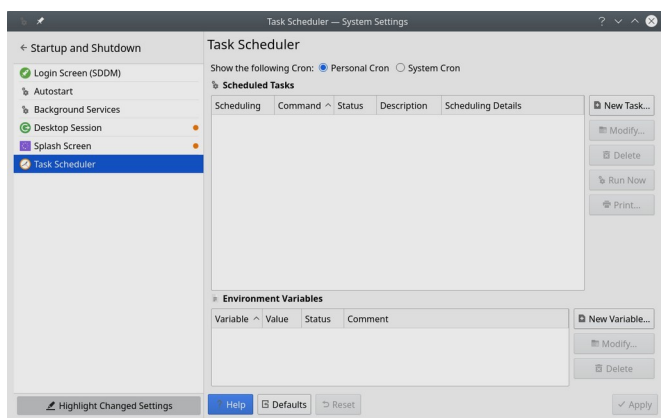 Task Scheduler — System Settings
Startup and Shutdown
Login Screen (SDDM)
Autostart
Background Services
Desktop Session
Splash Screen
Task Scheduler
Highlight Changed Settings
Task Scheduler
Show the following Cron: Personal Cron System Cron
Scheduled Tasks
Scheduling Command Status Description Scheduling Details
New Task...
Modify...
Delete
Run Now
Print...
Environment Variables
Variable Value Status Comment
New Variable...
Modify...
Delete
Help Defaults Reset Apply